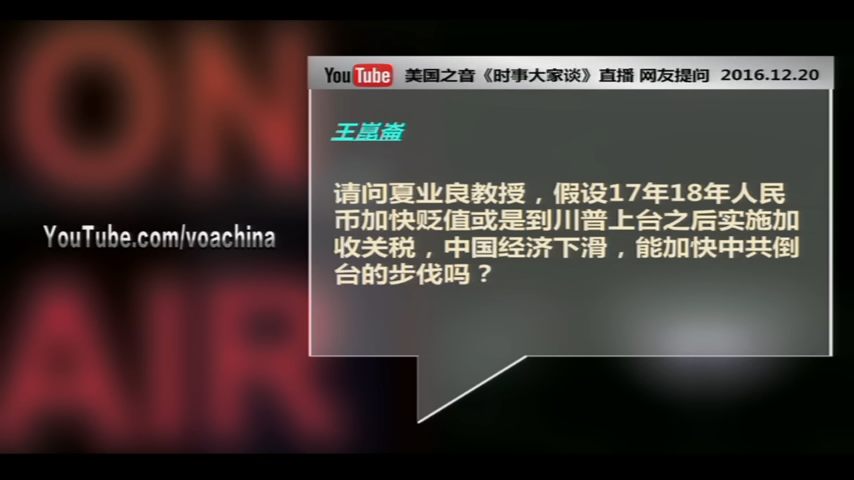 ON
AIR
YouTube.com/voachina
YouTube 美国之音《时事大家谈》直播 网友提问 2016.12.20
王崑崙
请问夏业良教授，假设17年18年人民
币加快贬值或是到川普上台之后实施加
收关税，中国经济下滑，能加快中共倒
台的步伐吗？